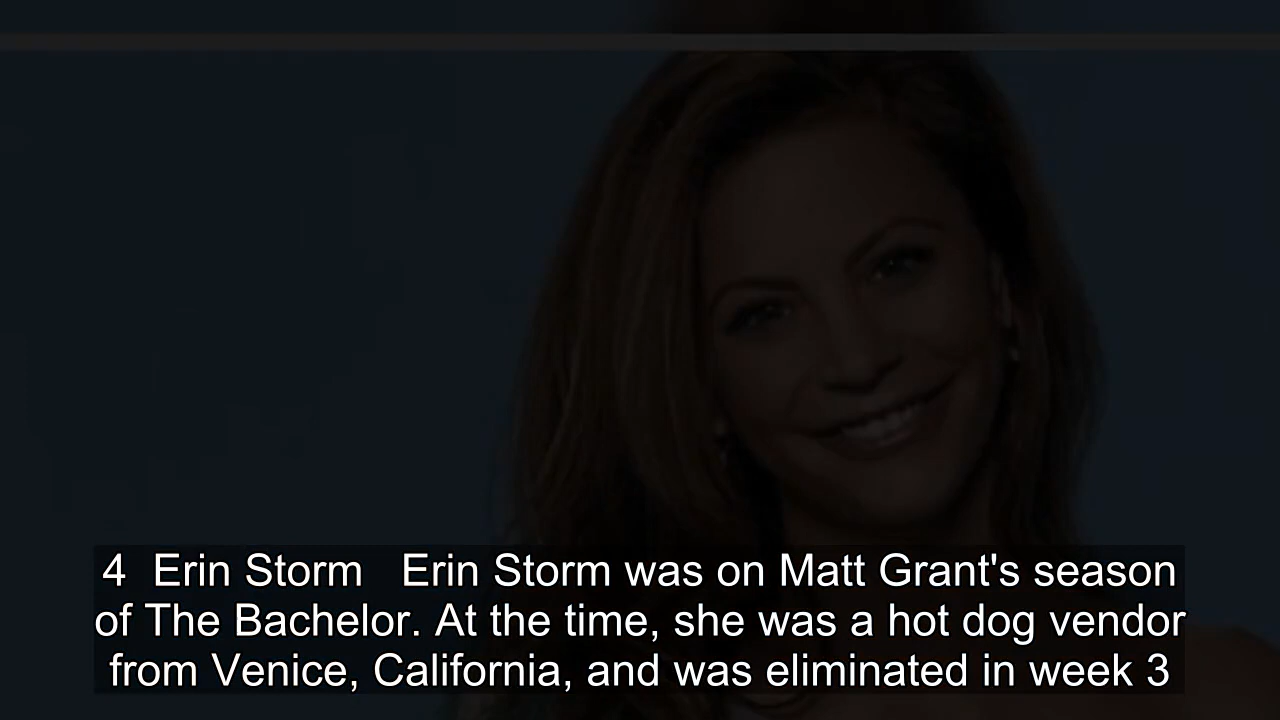 4  Erin Storm   Erin Storm was on Matt Grant's season
of The Bachelor. At the time, she was a hot dog vendor
from Venice, California, and was eliminated in week 3